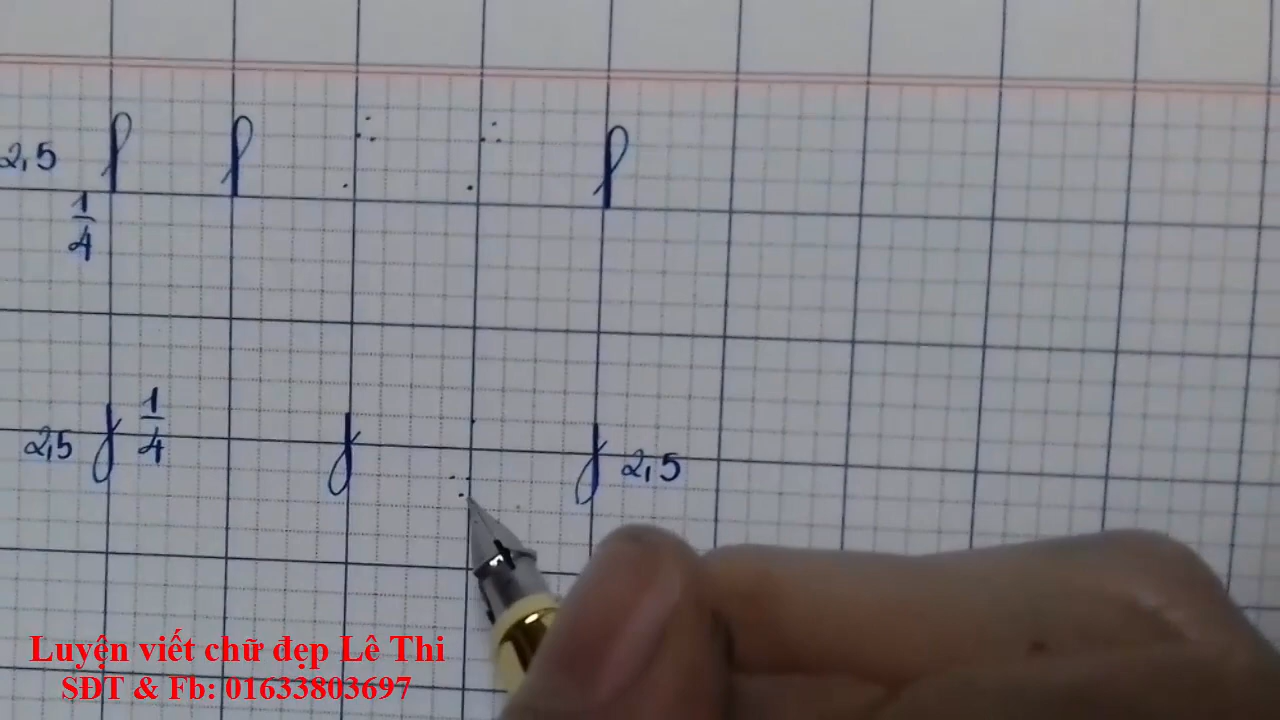 2,5
1/4
2,5 1/4 2,5
Luyện viết chữ đẹp Lê Thi
SĐT & Fb: 01633803697